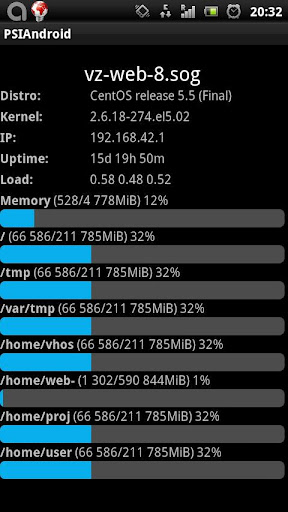 20:32
PSIAndroid
vz-web-8.sog
Distro: CentOS release 5.5 (Final)
Kernel: 2.6.18-274.el5.02
IP: 192.168.42.1
Uptime: 15d 19h 50m
Load: 0.58 0.48 0.52
Memory (528/4 778MiB) 12%
/ (66 586/211 785MiB) 32%
/tmp (66 586/211 785MiB) 32%
/var/tmp (66 586/211 785MiB) 32%
/home/vhos (66 586/211 785MiB) 32%
/home/web- (1 302/590 844MiB) 1%
/home/proj (66 586/211 785MiB) 32%
/home/user (66 586/211 785MiB) 32%